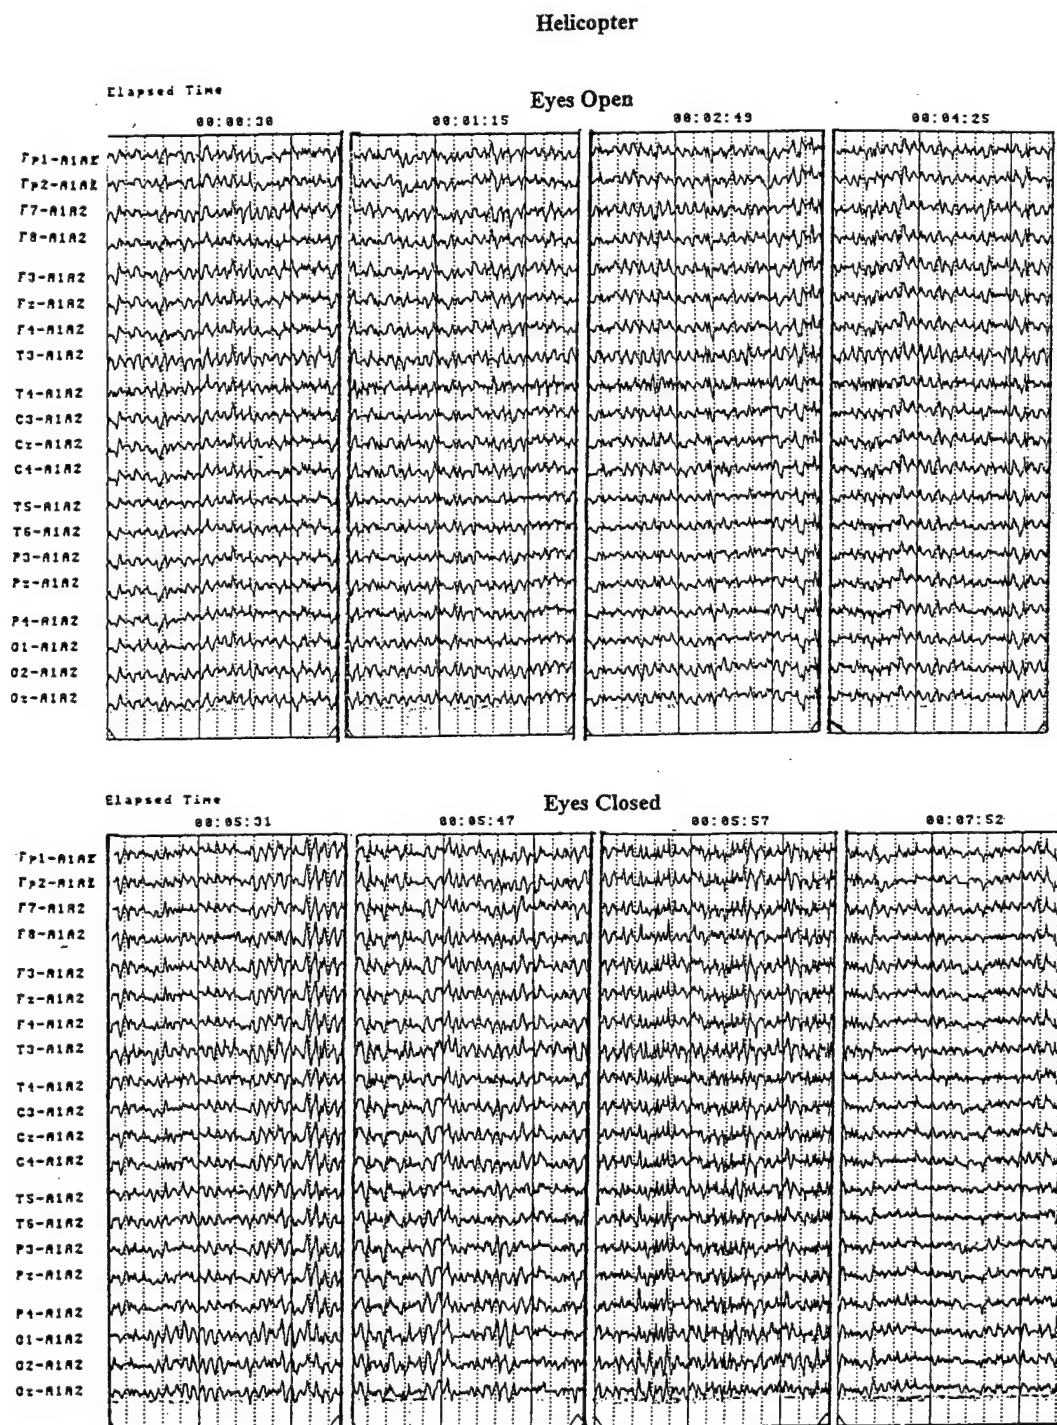 Helicopter
Elapsed Time
Eyes Open
00:00:30 00:01:15 00:02:49 00:04:25
Fp1-A1A2
Fp2-A1A2
F7-A1A2
F8-A1A2
F3-A1A2
Fz-A1A2
F4-A1A2
T3-A1A2
T4-A1A2
C3-A1A2
Cz-A1A2
C4-A1A2
T5-A1A2
T6-A1A2
P3-A1A2
Pz-A1A2
P4-A1A2
O1-A1A2
O2-A1A2
Oz-A1A2
Elapsed Time
Eyes Closed
00:05:31 00:05:47 00:05:57 00:07:52
Fp1-A1A2
Fp2-A1A2
F7-A1A2
F8-A1A2
F3-A1A2
Fz-A1A2
F4-A1A2
T3-A1A2
T4-A1A2
C3-A1A2
Cz-A1A2
C4-A1A2
T5-A1A2
T6-A1A2
P3-A1A2
Pz-A1A2
P4-A1A2
O1-A1A2
O2-A1A2
Oz-A1A2